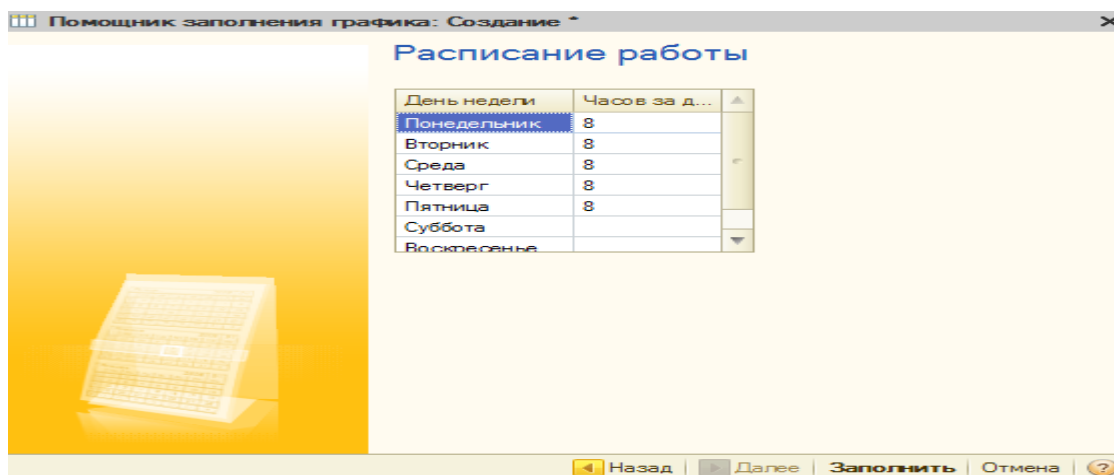 Помощник заполнения графика: Создание *
Расписание работы
День недели Часов за д...
Понедельник 8
Вторник 8
Среда 8
Четверг 8
Пятница 8
Суббота
Воскресенье
Назад Далее Заполнить Отмена ?